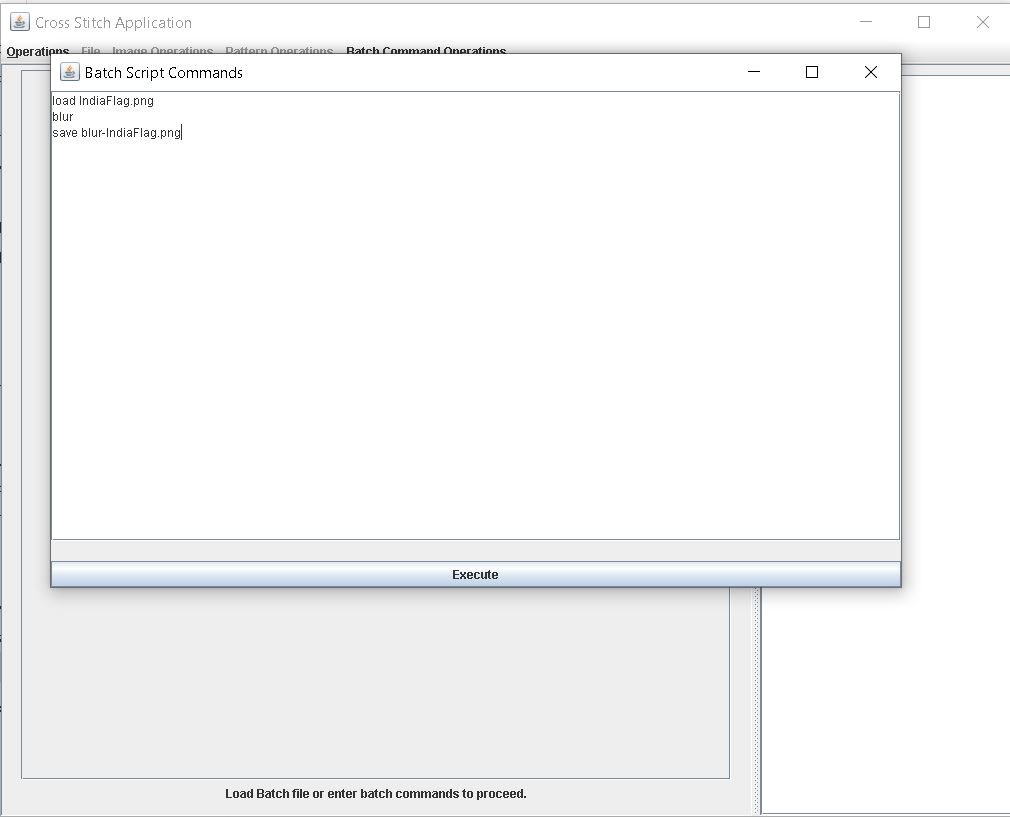 Cross Stitch Application
Operations File Image Operations Pattern Operations Batch Command Operations
Batch Script Commands
load IndiaFlag.png
blur
save blur-IndiaFlag.png
Execute
Load Batch file or enter batch commands to proceed.